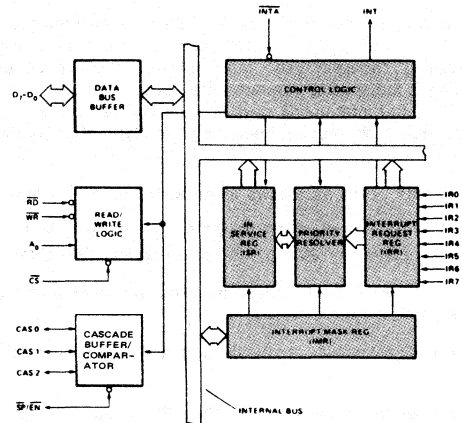 INTA
INT
DATA
BUS
BUFFER
D7-D0
CONTROL LOGIC
RD
WR
A0
CS
READ/
WRITE
LOGIC
IN
SERVICE
REG
(ISR)
PRIORITY
RESOLVER
INTERRUPT
REQUEST
REG
(IRR)
IR0
IR1
IR2
IR3
IR4
IR5
IR6
IR7
CAS 0
CAS 1
CAS 2
SP/EN
CASCADE
BUFFER/
COMPAR-
ATOR
INTERRUPT MASK REG
(IMR)
INTERNAL BUS